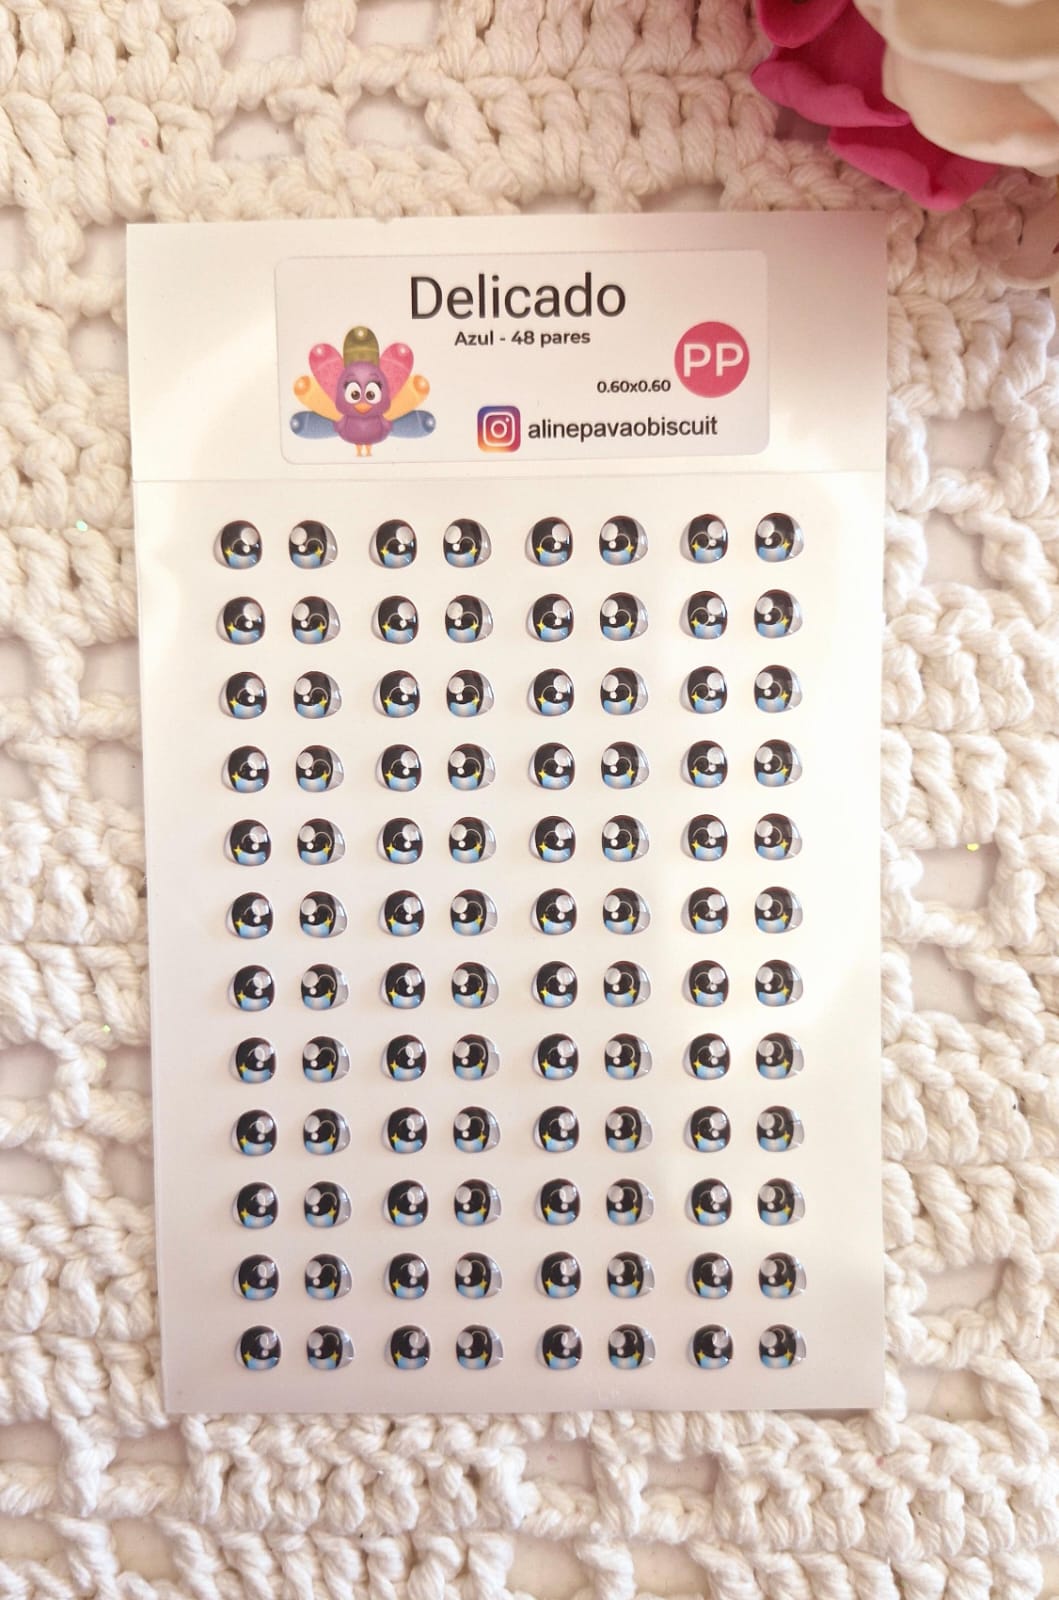 Delicado
Azul - 48 pares
PP
0.60x0.60
alinepavaobiscuit